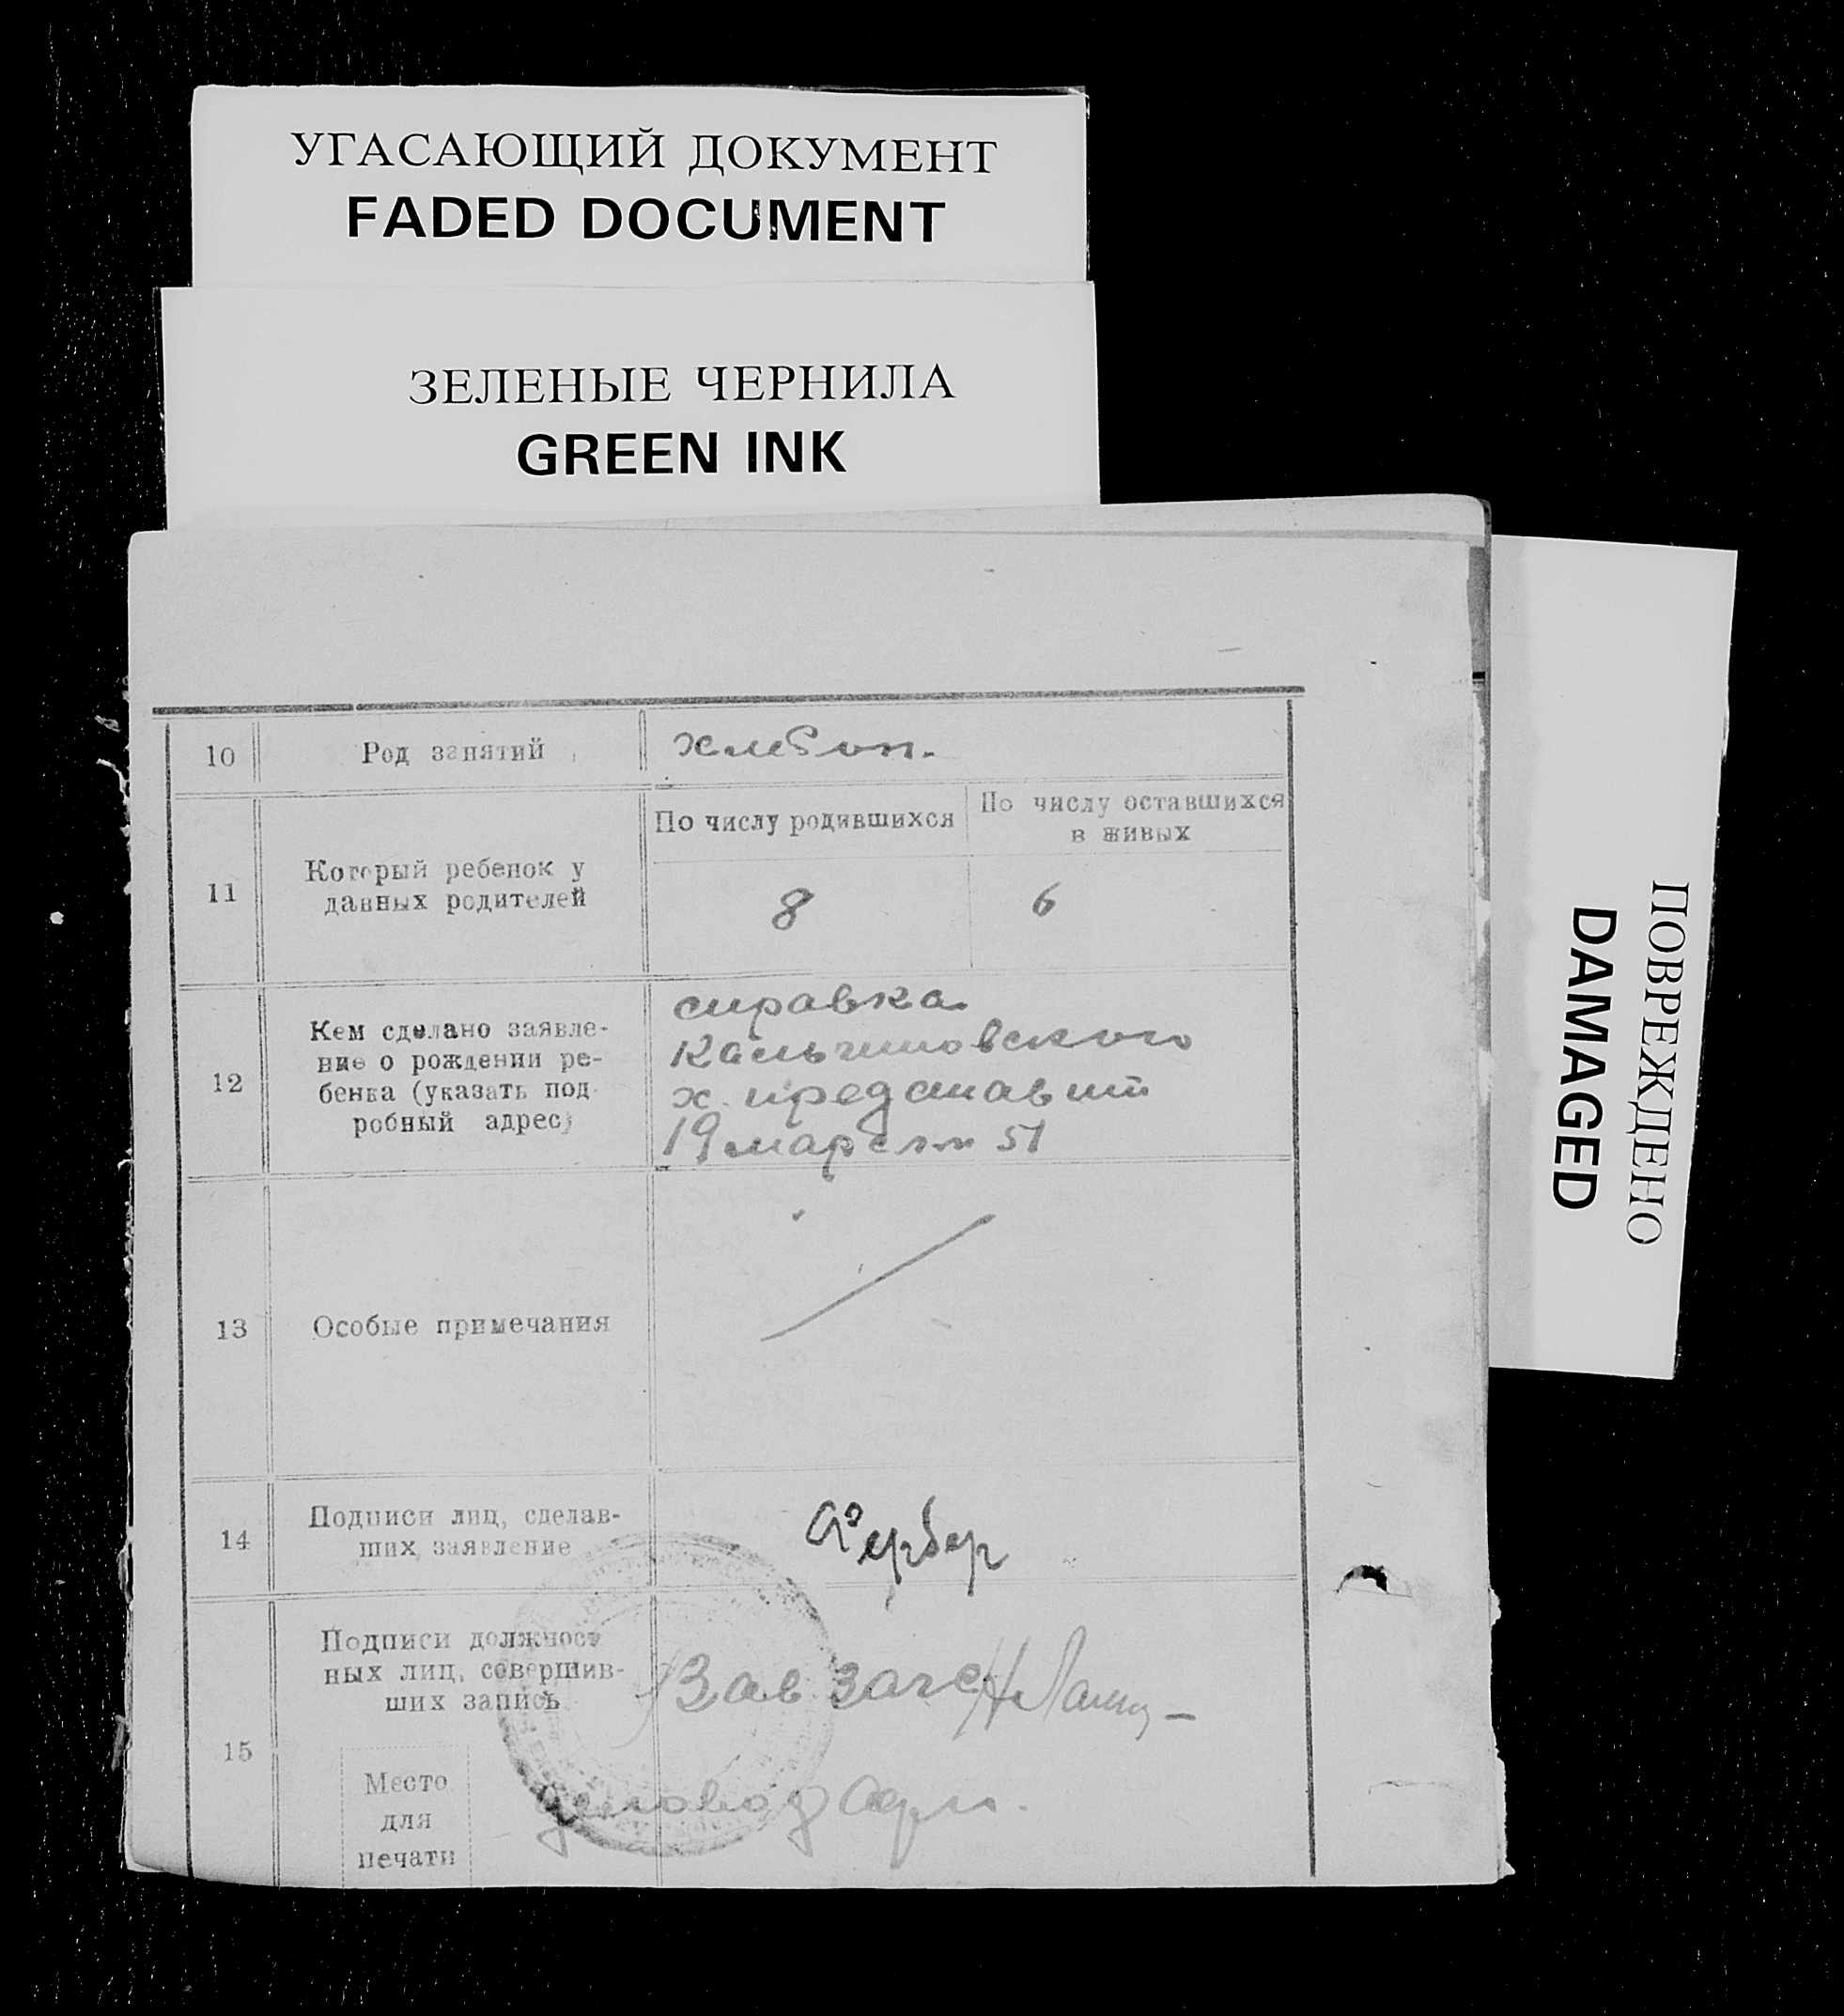 УГАСАЮЩИЙ ДОКУМЕНТ
FADED DOCUMENT
ЗЕЛЕНЫЕ ЧЕРНИЛА
GREEN INK
ПОВРЕЖДЕНО
DAMAGED
10 Род занятий хлебоп.
11 Который ребенок у
данных родителей
По числу родившихся
По числу оставшихся
в живых
8 6
12 Кем сделано заявле-
ние о рождении ре-
бенка (указать под-
робный адрес)
справка
х. представит
19 51
13 Особые примечания
14 Подписи лиц, сделав-
ших заявление
Фербер
15 Подписи должност
ных лиц, совершив-
ших запись
Зав загс
Место
для
печати
деловод